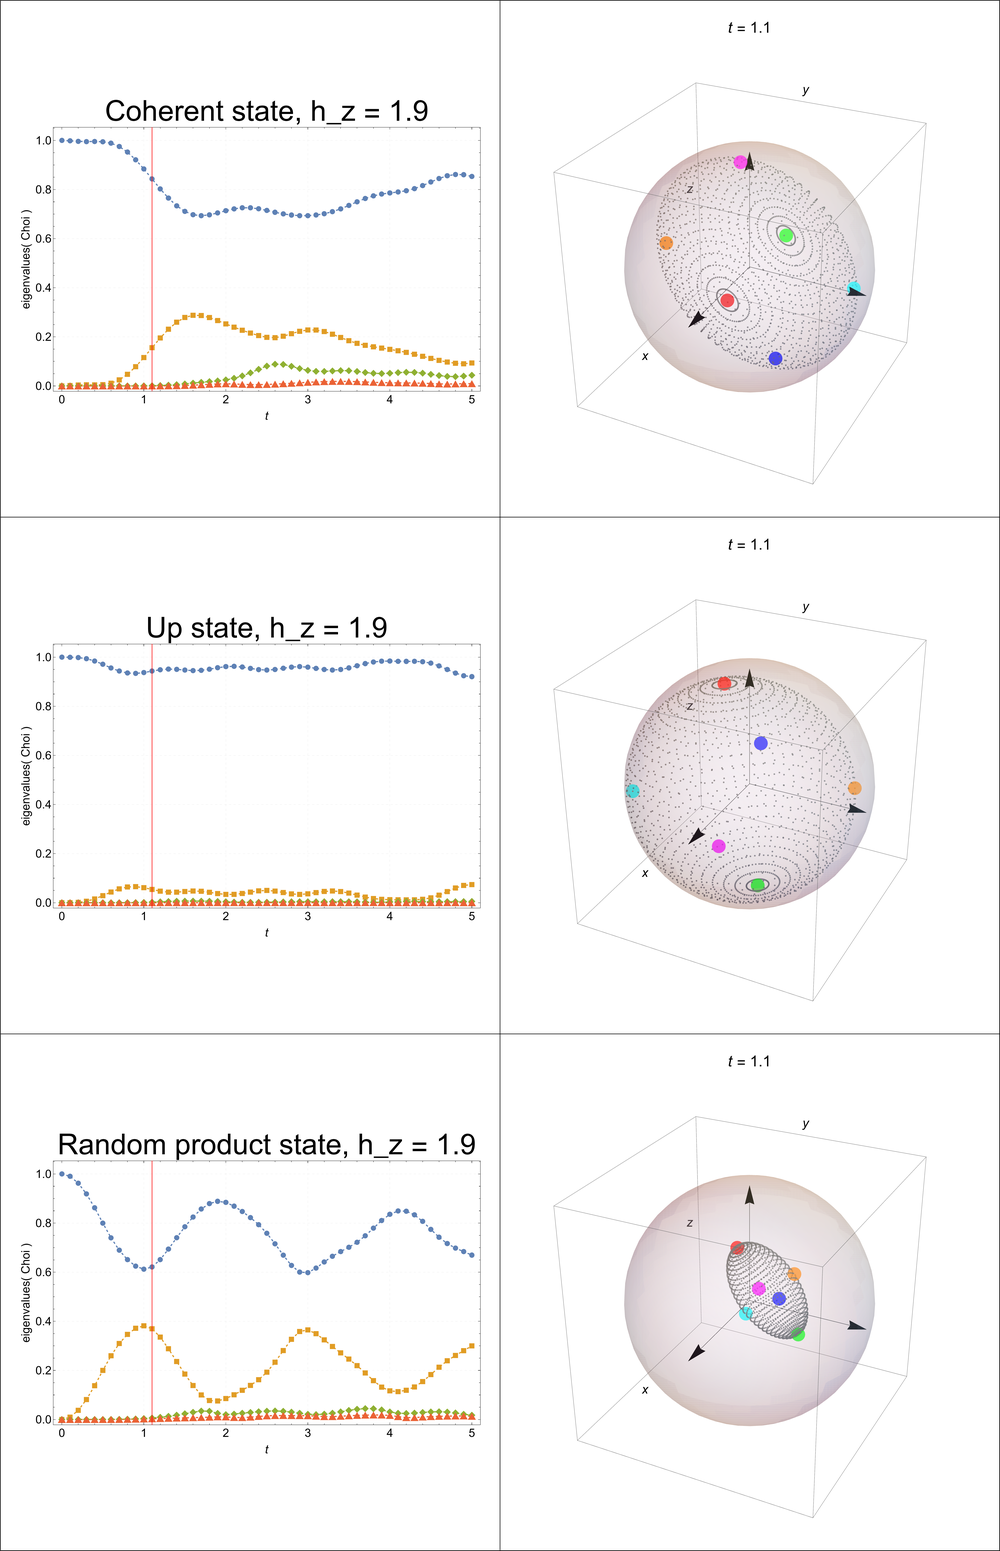 t = 1.1
y
Coherent state, h_z = 1.9
1.0
0.8
0.6
0.4
0.2
0.0
eigenvalues( Choi )
0 1 2 3 4 5
t
z
x
t = 1.1
y
Up state, h_z = 1.9
1.0
0.8
0.6
0.4
0.2
0.0
eigenvalues( Choi )
0 1 2 3 4 5
t
z
x
t = 1.1
y
Random product state, h_z = 1.9
1.0
0.8
0.6
0.4
0.2
0.0
eigenvalues( Choi )
0 1 2 3 4 5
t
z
x